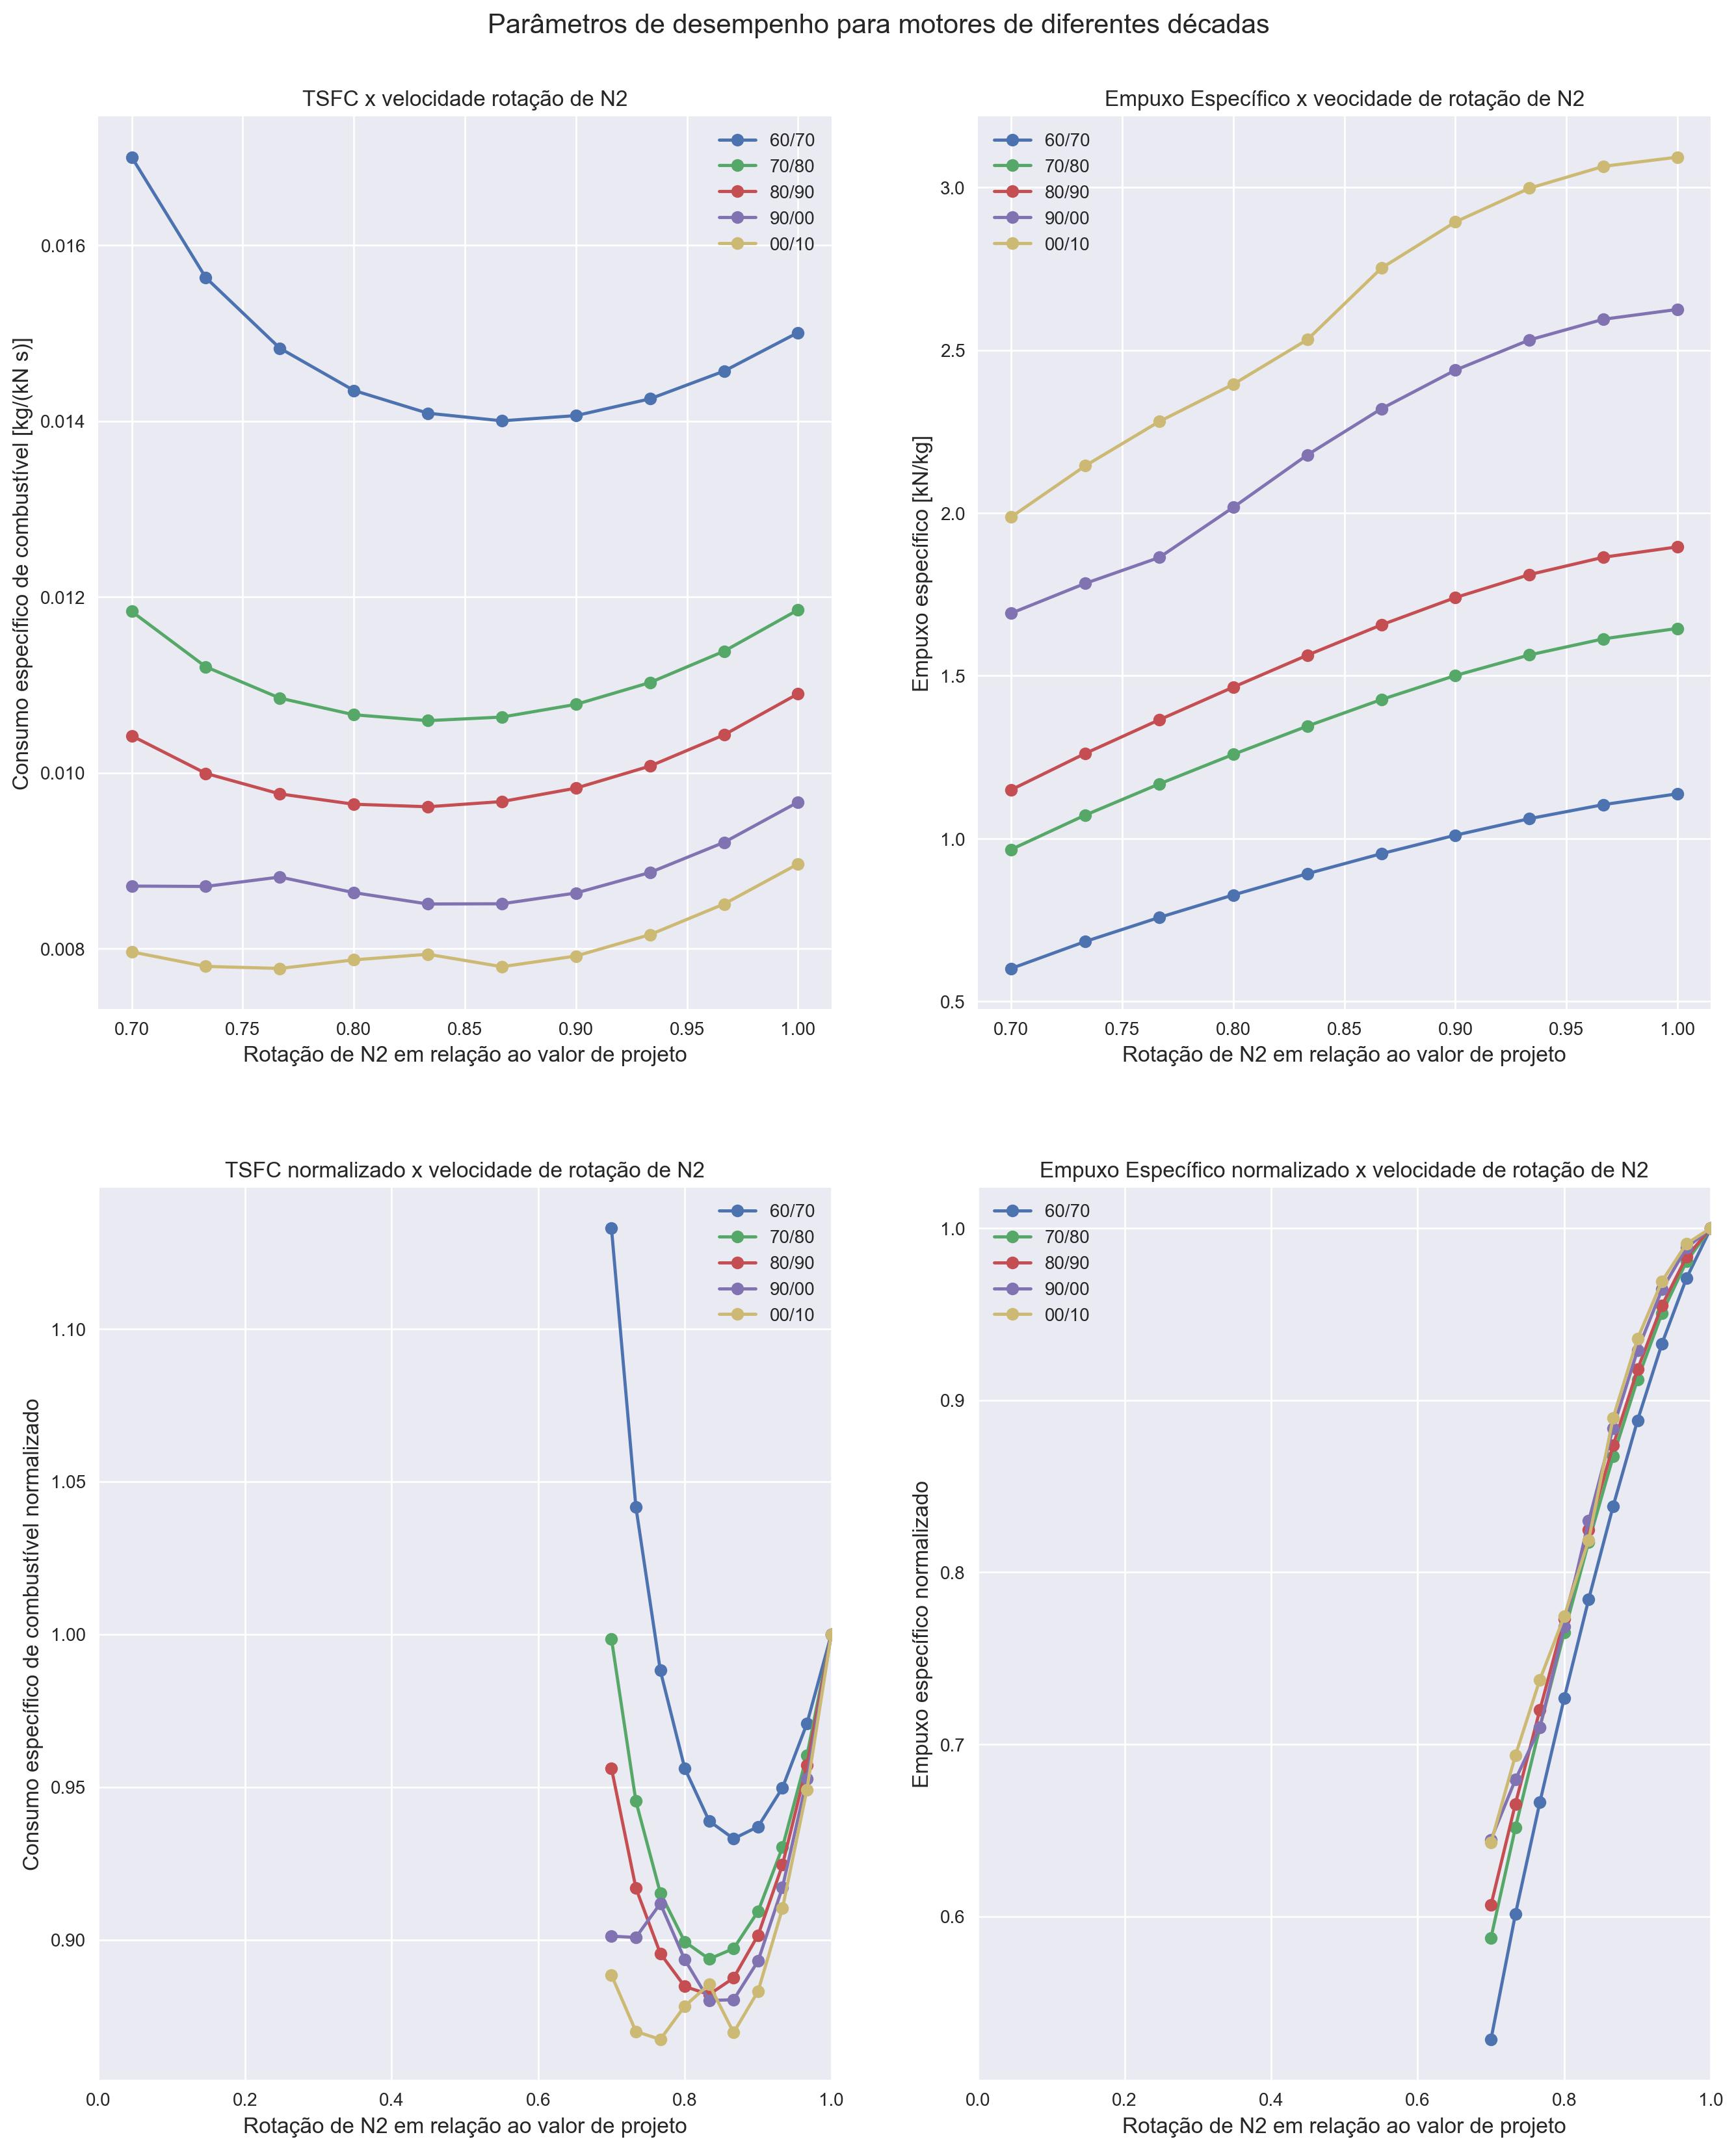 Parâmetros de desempenho para motores de diferentes décadas
TSFC x velocidade rotação de N2
60/70
70/80
80/90
90/00
00/10
0.016
0.014
0.012
0.010
0.008
Consumo específico de combustível [kg/(kN s)]
0.70 0.75 0.80 0.85 0.90 0.95 1.00
Rotação de N2 em relação ao valor de projeto
Empuxo Específico x veocidade de rotação de N2
60/70
70/80
80/90
90/00
00/10
3.0
2.5
2.0
1.5
1.0
0.5
Empuxo específico [kN/kg]
0.70 0.75 0.80 0.85 0.90 0.95 1.00
Rotação de N2 em relação ao valor de projeto
TSFC normalizado x velocidade de rotação de N2
60/70
70/80
80/90
90/00
00/10
1.10
1.05
1.00
0.95
0.90
Consumo específico de combustível normalizado
0.0 0.2 0.4 0.6 0.8 1.0
Rotação de N2 em relação ao valor de projeto
Empuxo Específico normalizado x velocidade de rotação de N2
60/70
70/80
80/90
90/00
00/10
1.0
0.9
0.8
0.7
0.6
Empuxo específico normalizado
0.0 0.2 0.4 0.6 0.8 1.0
Rotação de N2 em relação ao valor de projeto